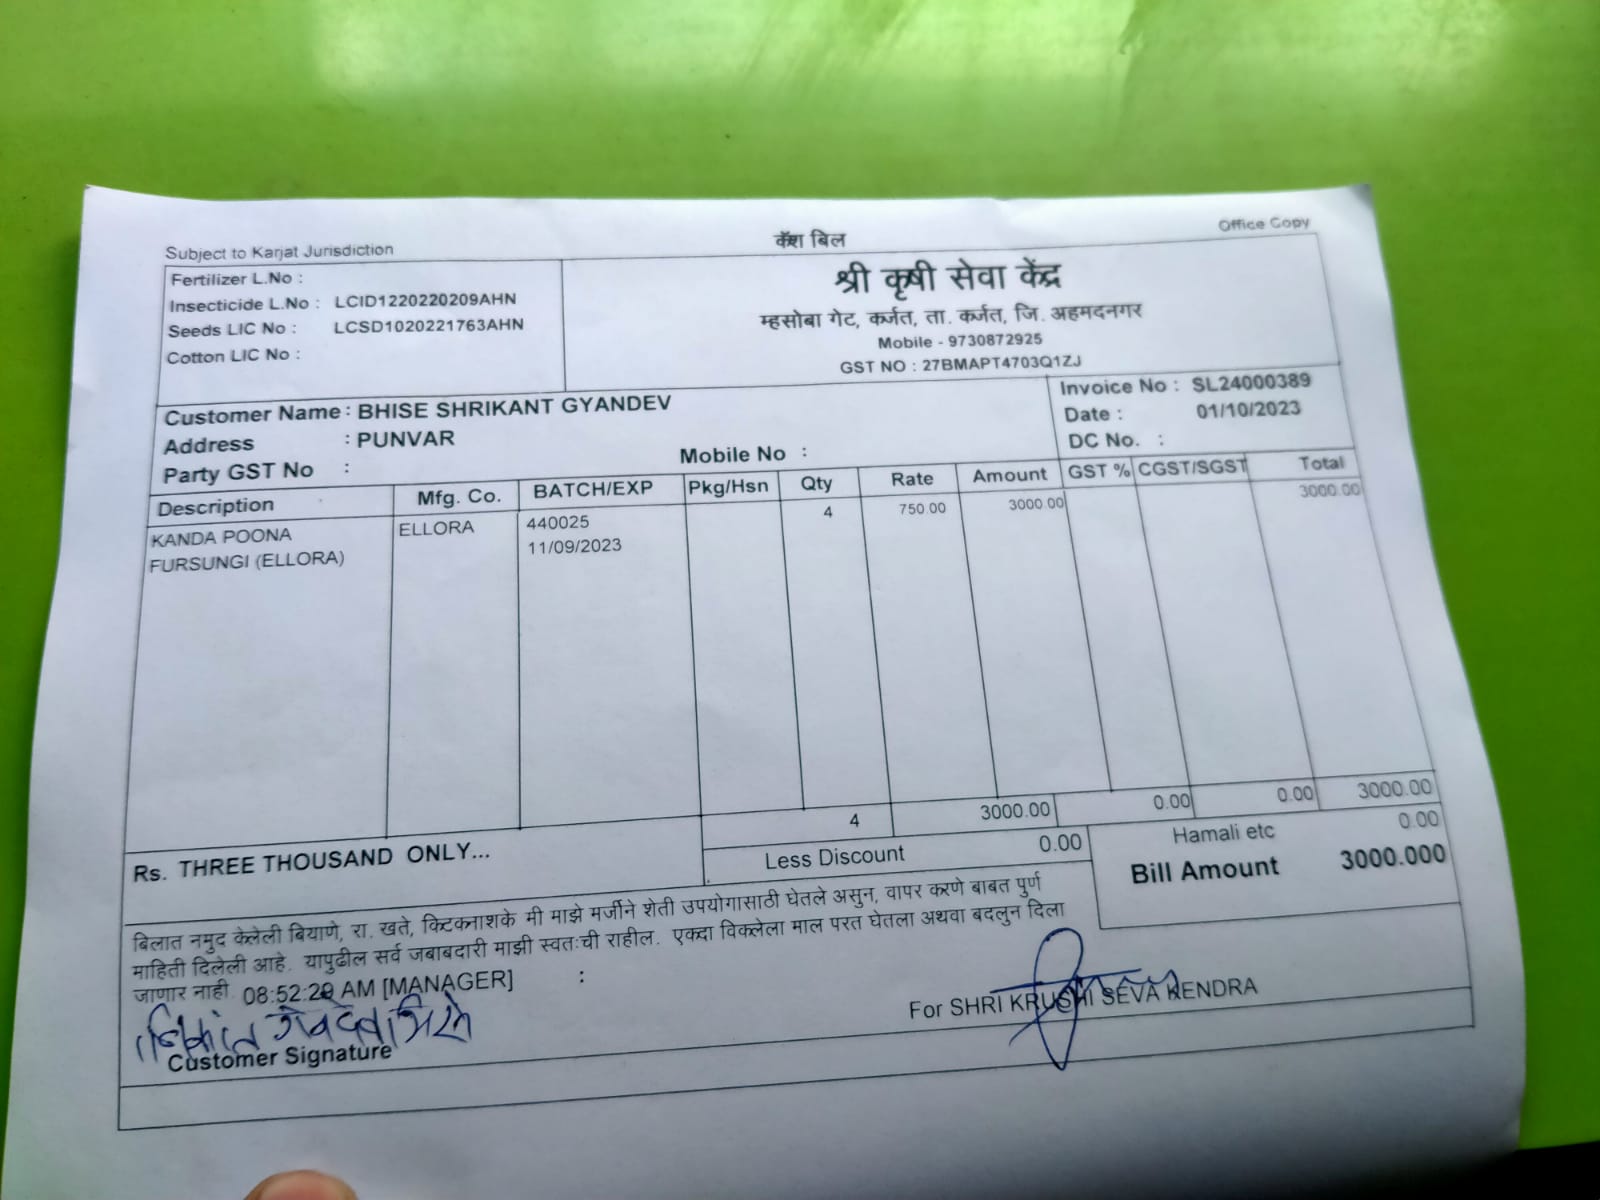 कॅश बिल
Office Copy
Subject to Karjat Jurisdiction
Fertilizer L.No :
Insecticide L.No : LCID1220220209AHN
Seeds LIC No : LCSD1020221763AHN
Cotton LIC No :
श्री कृषी सेवा केंद्र
म्हसोबा गेट, कर्जत, ता. कर्जत, जि. अहमदनगर
Mobile - 9730872925
GST NO : 27BMAPT4703Q1ZJ
Customer Name : BHISE SHRIKANT GYANDEV
Address : PUNVAR
Party GST No :
Mobile No :
Invoice No : SL24000389
Date : 01/10/2023
DC No. :
Description Mfg. Co. BATCH/EXP Pkg/Hsn Qty Rate Amount GST % CGST/SGST Total
KANDA POONA ELLORA 440025 4 750.00 3000.00 3000.00
FURSUNGI (ELLORA) 11/09/2023
4 3000.00 0.00 0.00 3000.00
Rs. THREE THOUSAND ONLY...
Less Discount 0.00
Hamali etc 0.00
Bill Amount 3000.000
बिलात नमुद केलेली बियाणे, रा. खते, किटकनाशके मी माझे मर्जीने शेती उपयोगासाठी घेतले असुन, वापर करणे बाबत पुर्ण
माहिती दिलेली आहे. यापुढील सर्व जबाबदारी माझी स्वतःची राहील. एकदा विकलेला माल परत घेतला अथवा बदलुन दिला
जाणार नाही. 08:52:29 AM [MANAGER] :
Customer Signature
For SHRI KRUSHI SEVA KENDRA